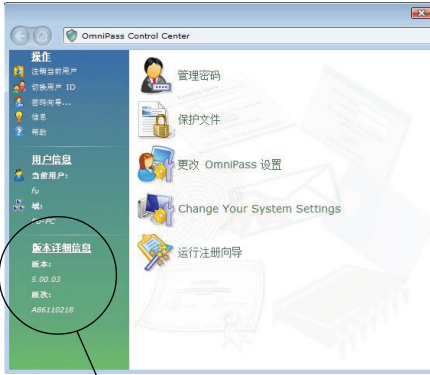 OmniPass Control Center
操作
注销当前用户
切换用户 ID
密码向导...
信息
帮助
用户信息
当前用户:
fu
域:
Fu-PC
版本详细信息
版本:
5.00.03
版次:
AB6110218
管理密码
保护文件
更改 OmniPass 设置
Change Your System Settings
运行注册向导